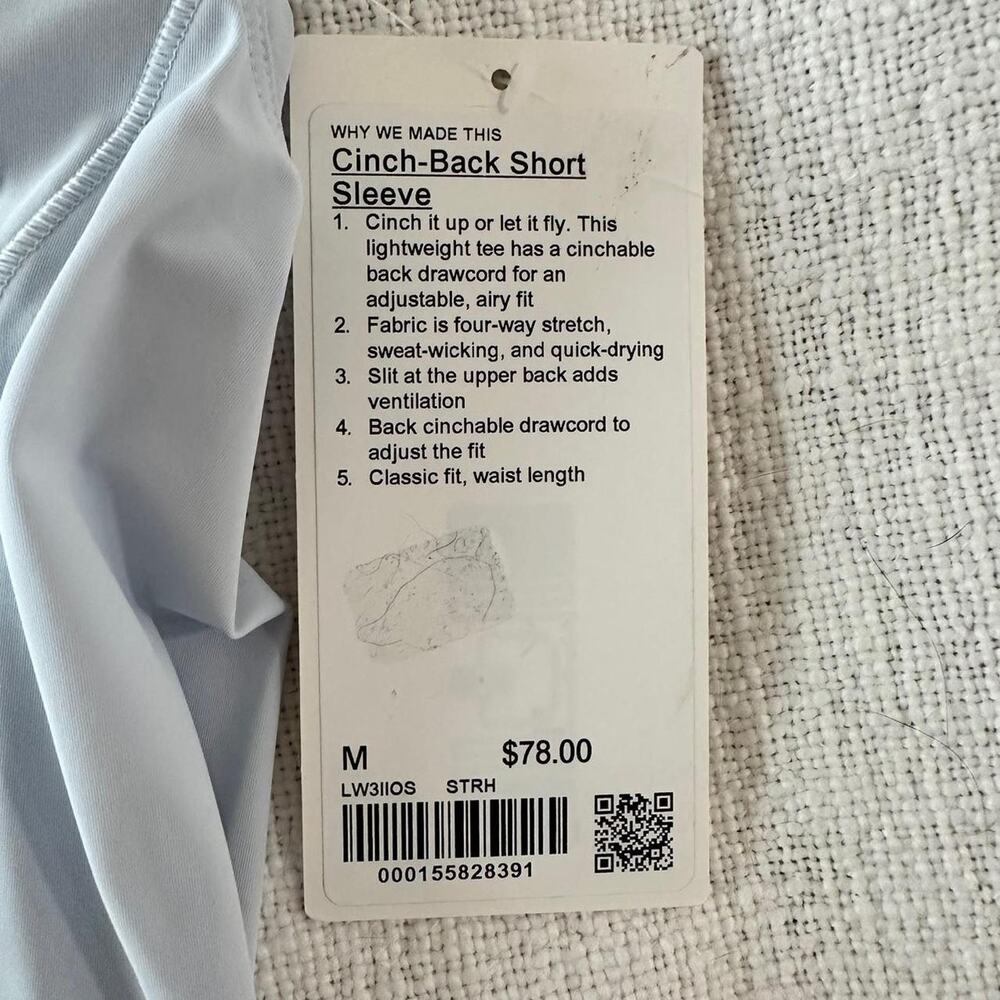 WHY WE MADE THIS
Cinch-Back Short
Sleeve
1. Cinch it up or let it fly. This
lightweight tee has a cinchable
back drawcord for an
adjustable, airy fit
2. Fabric is four-way stretch,
sweat-wicking, and quick-drying
3. Slit at the upper back adds
ventilation
4. Back cinchable drawcord to
adjust the fit
5. Classic fit, waist length
M $78.00
LW3IIOS STRH
000155828391